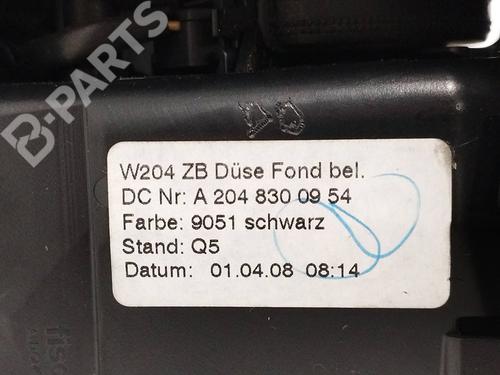 B-PARTS
W204 ZB Düse Fond bel.
DC Nr: A 204 830 09 54
Farbe: 9051 schwarz
Stand: Q5
Datum: 01.04.08 08:14